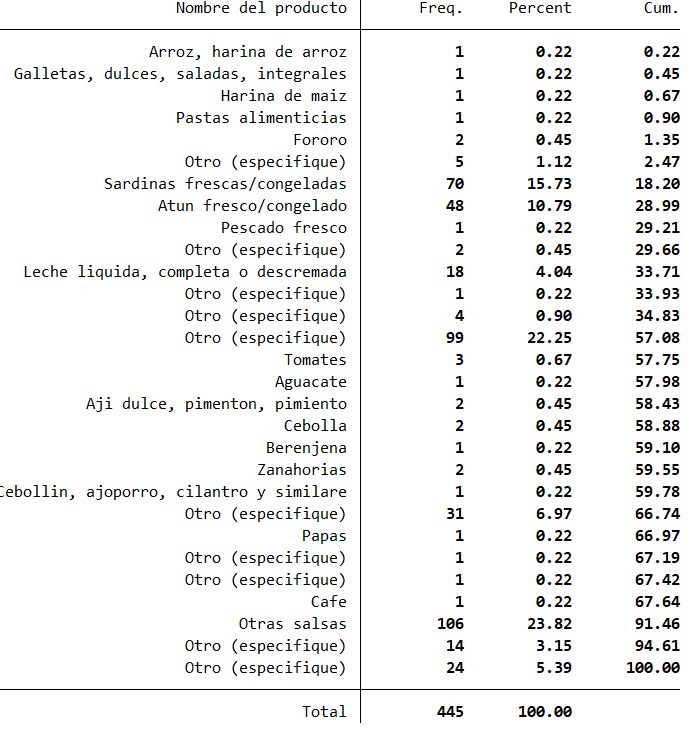 Nombre del producto Freq. Percent Cum.
Arroz, harina de arroz 1 0.22 0.22
Galletas, dulces, saladas, integrales 1 0.22 0.45
Harina de maiz 1 0.22 0.67
Pastas alimenticias 1 0.22 0.90
Fororo 2 0.45 1.35
Otro (especifique) 5 1.12 2.47
Sardinas frescas/congeladas 70 15.73 18.20
Atun fresco/congelado 48 10.79 28.99
Pescado fresco 1 0.22 29.21
Otro (especifique) 2 0.45 29.66
Leche liquida, completa o descremada 18 4.04 33.71
Otro (especifique) 1 0.22 33.93
Otro (especifique) 4 0.90 34.83
Otro (especifique) 99 22.25 57.08
Tomates 3 0.67 57.75
Aguacate 1 0.22 57.98
Aji dulce, pimenton, pimiento 2 0.45 58.43
Cebolla 2 0.45 58.88
Berenjena 1 0.22 59.10
Zanahorias 2 0.45 59.55
Cebollin, ajoporro, cilantro y similare 1 0.22 59.78
Otro (especifique) 31 6.97 66.74
Papas 1 0.22 66.97
Otro (especifique) 1 0.22 67.19
Otro (especifique) 1 0.22 67.42
Cafe 1 0.22 67.64
Otras salsas 106 23.82 91.46
Otro (especifique) 14 3.15 94.61
Otro (especifique) 24 5.39 100.00
Total 445 100.00